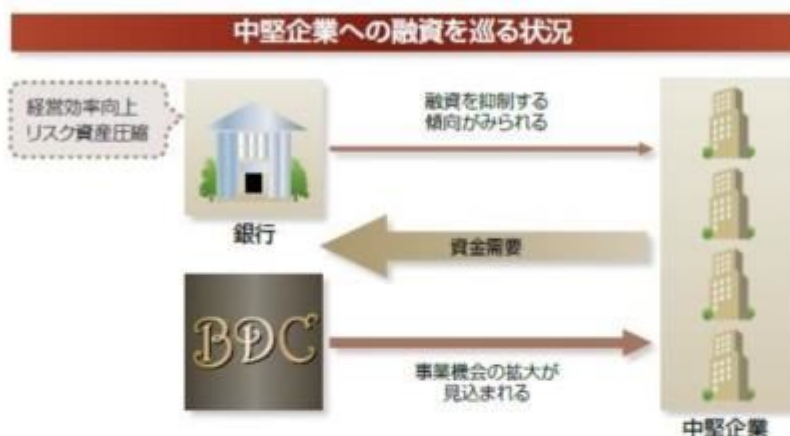 中堅企業への融資を巡る状況
経営効率向上
リスク資産圧縮
融資を抑制する
傾向がみられる
銀行
資金需要
BDC
事業機会の拡大が
見込まれる
中堅企業